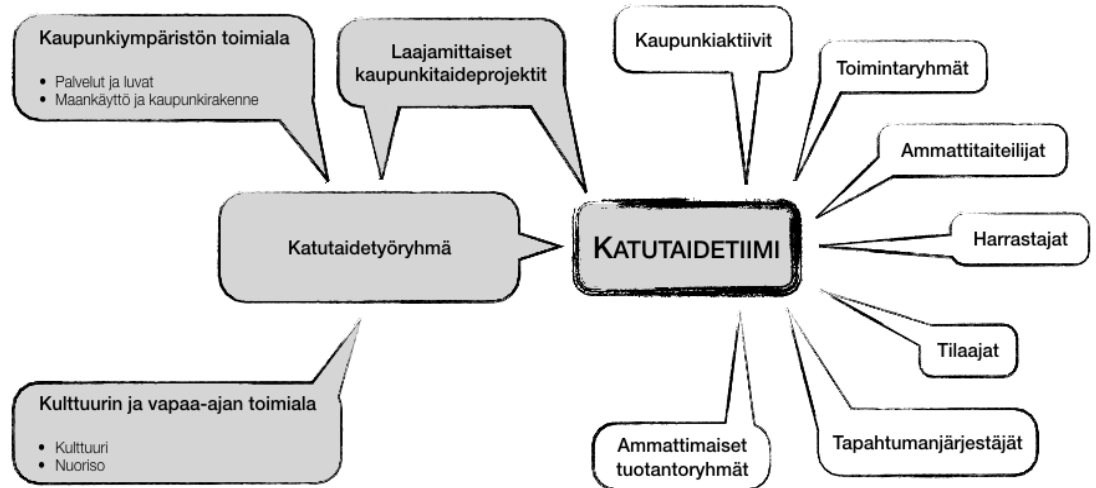 Kaupunkiympäristön toimiala
• Palvelut ja luvat
• Maankäyttö ja kaupunkirakenne
Laajamittaiset
kaupunkitaideprojektit
Kaupunkiaktiivit
Toimintaryhmät
Ammattitaiteilijat
Harrastajat
Tilaajat
Tapahtumanjärjestäjät
Ammattimaiset
tuotantoryhmät
Katutaidetyöryhmä
KATUTAIDETIIMI
Kulttuurin ja vapaa-ajan toimiala
• Kulttuuri
• Nuoriso